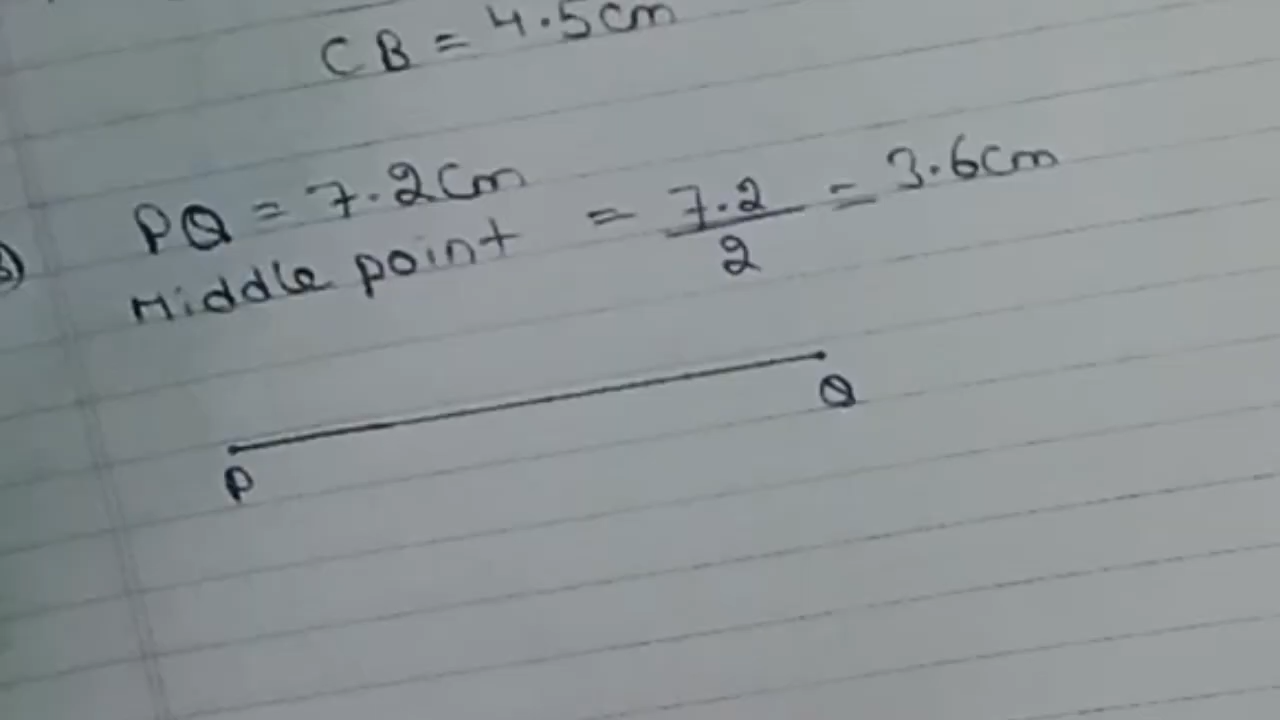 CB = 4.5cm
PQ = 7.2cm
Middle point = 7.2/2 = 3.6cm
P
Q